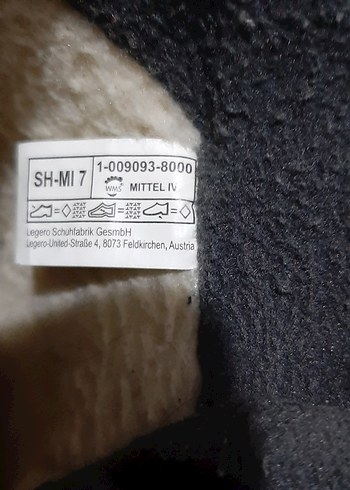 SH-MI 7
1-009093-8000
WMS MITTEL IV
Legero Schuhfabrik GesmbH
Legero-United-Straße 4, 8073 Feldkirchen, Austria